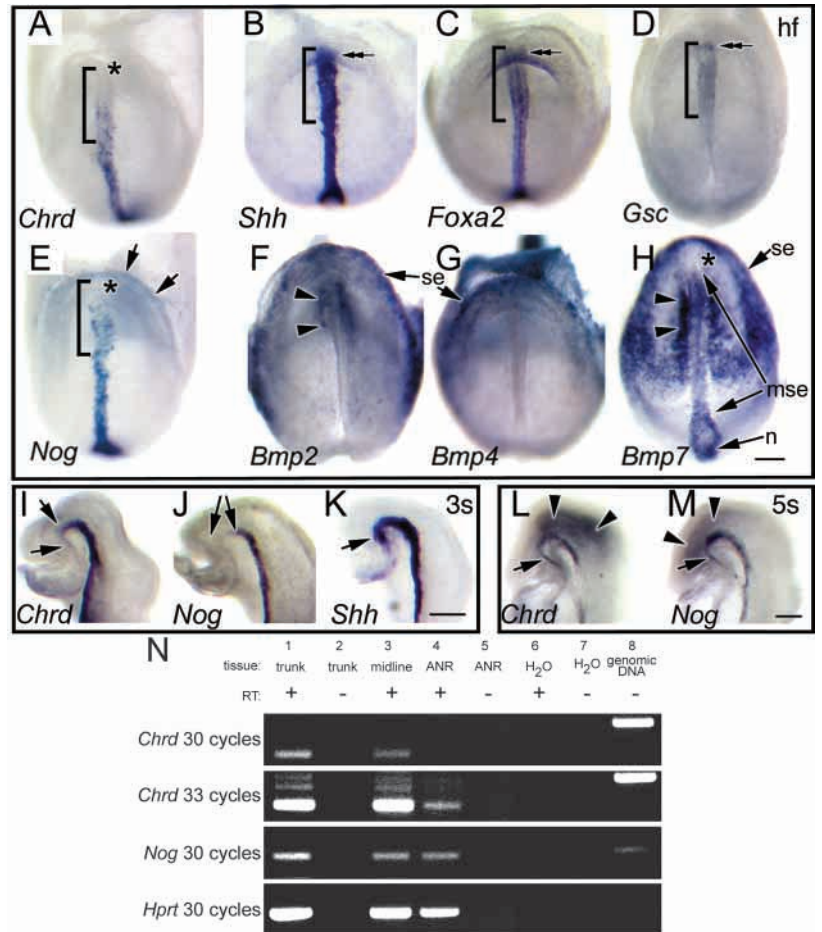 A B C D hf
* 
Chrd Shh Foxa2 Gsc
E F G H se
* se *
mse
n
Nog Bmp2 Bmp4 Bmp7
I J K 3s L M 5s
Chrd Nog Shh Chrd Nog
N
1 2 3 4 5 6 7 8
tissue: trunk trunk midline ANR ANR H2O H2O genomic DNA
RT: + - + + - + - -
Chrd 30 cycles
Chrd 33 cycles
Nog 30 cycles
Hprt 30 cycles